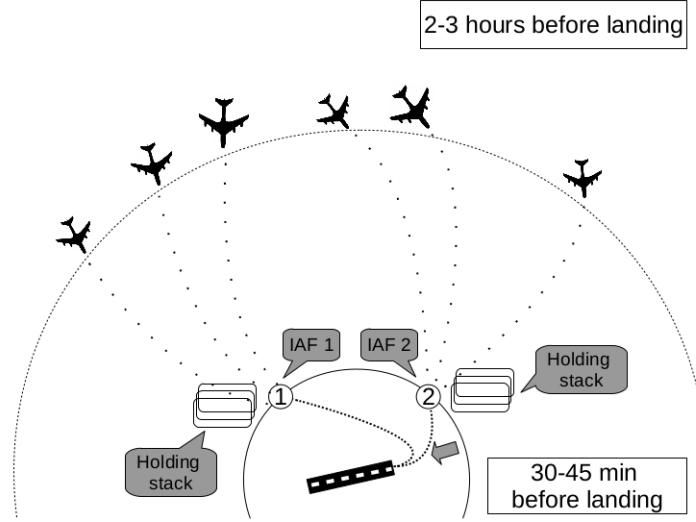 2-3 hours before landing
IAF 1
IAF 2
Holding
stack
1
2
Holding
stack
30-45 min
before landing